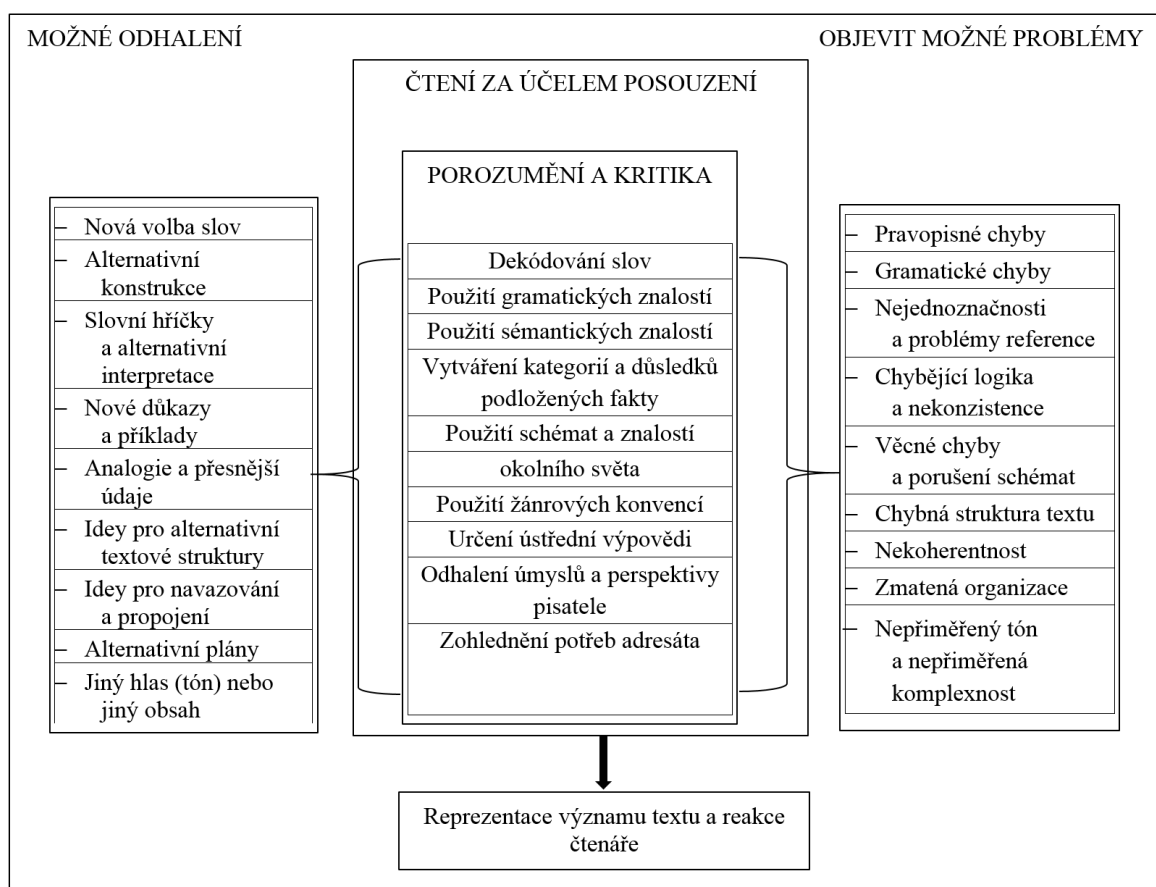 MOŽNÉ ODHALENÍ
OBJEVIT MOŽNÉ PROBLÉMY
ČTENÍ ZA ÚČELEM POSOUZENÍ
POROZUMĚNÍ A KRITIKA
– Nová volba slov
– Alternativní
konstrukce
– Slovní hříčky
a alternativní
interpretace
– Nové důkazy
a příklady
– Analogie a přesnější
údaje
– Idey pro alternativní
textové struktury
– Idey pro navazování
a propojení
– Alternativní plány
– Jiný hlas (tón) nebo
jiný obsah
Dekódování slov
Použití gramatických znalostí
Použití sémantických znalostí
Vytváření kategorií a důsledků
podložených fakty
Použití schémat a znalostí
okolního světa
Použití žánrových konvencí
Určení ústřední výpovědi
Odhalení úmyslů a perspektivy
pisatele
Zohlednění potřeb adresáta
– Pravopisné chyby
– Gramatické chyby
– Nejednoznačnosti
a problémy reference
– Chybějící logika
a nekonzistence
– Věcné chyby
a porušení schémat
– Chybná struktura textu
– Nekoherentnost
– Zmatená organizace
– Nepřiměřený tón
a nepřiměřená
komplexnost
Reprezentace významu textu a reakce
čtenáře